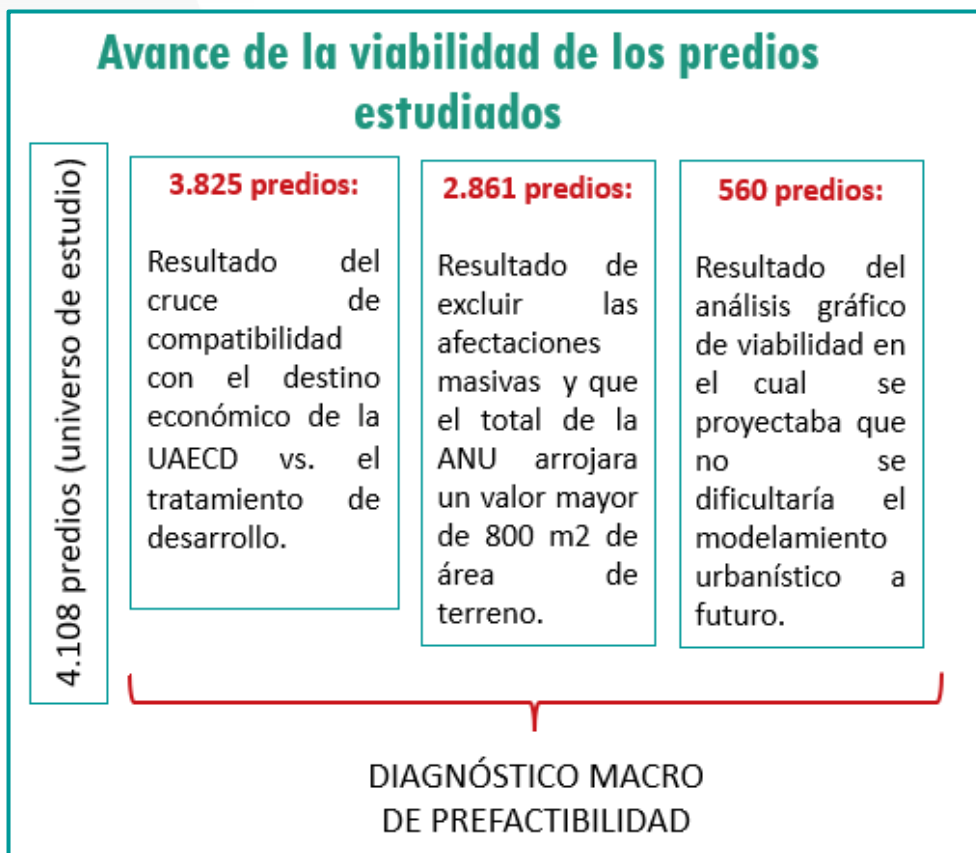 Avance de la viabilidad de los predios
estudiados
4.108 predios (universo de estudio)
3.825 predios:
Resultado del
cruce de
compatibilidad
con el destino
económico de la
UAECD vs. el
tratamiento de
desarrollo.
2.861 predios:
Resultado de
excluir las
afectaciones
masivas y que
el total de la
ANU arrojara
un valor mayor
de 800 m2 de
área de
terreno.
560 predios:
Resultado del
análisis gráfico
de viabilidad en
el cual se
proyectaba que
no se
dificultaría el
modelamiento
urbanístico a
futuro.
DIAGNÓSTICO MACRO
DE PREFACTIBILIDAD